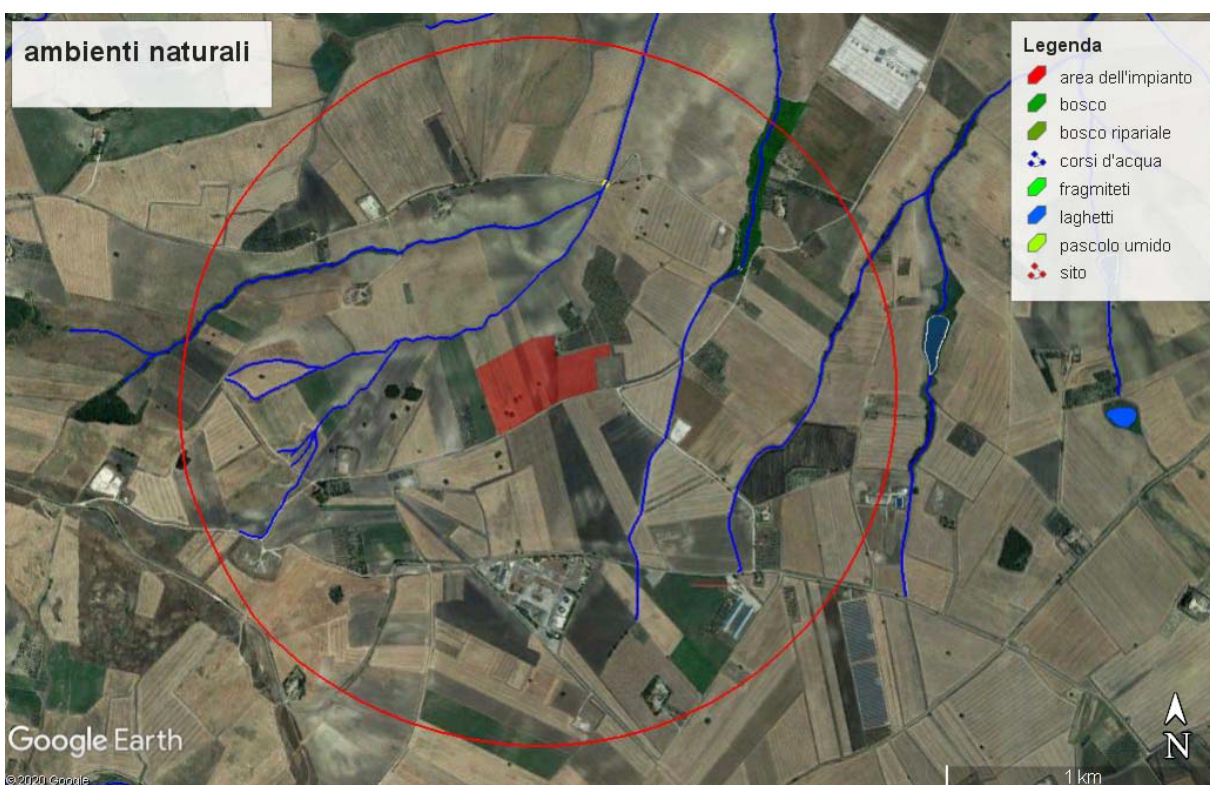 ambienti naturali
Legenda
area dell'impianto
bosco
bosco ripariale
corsi d'acqua
fragmiteti
laghetti
pascolo umido
sito
Google Earth
© 2020 Google
N
1 km